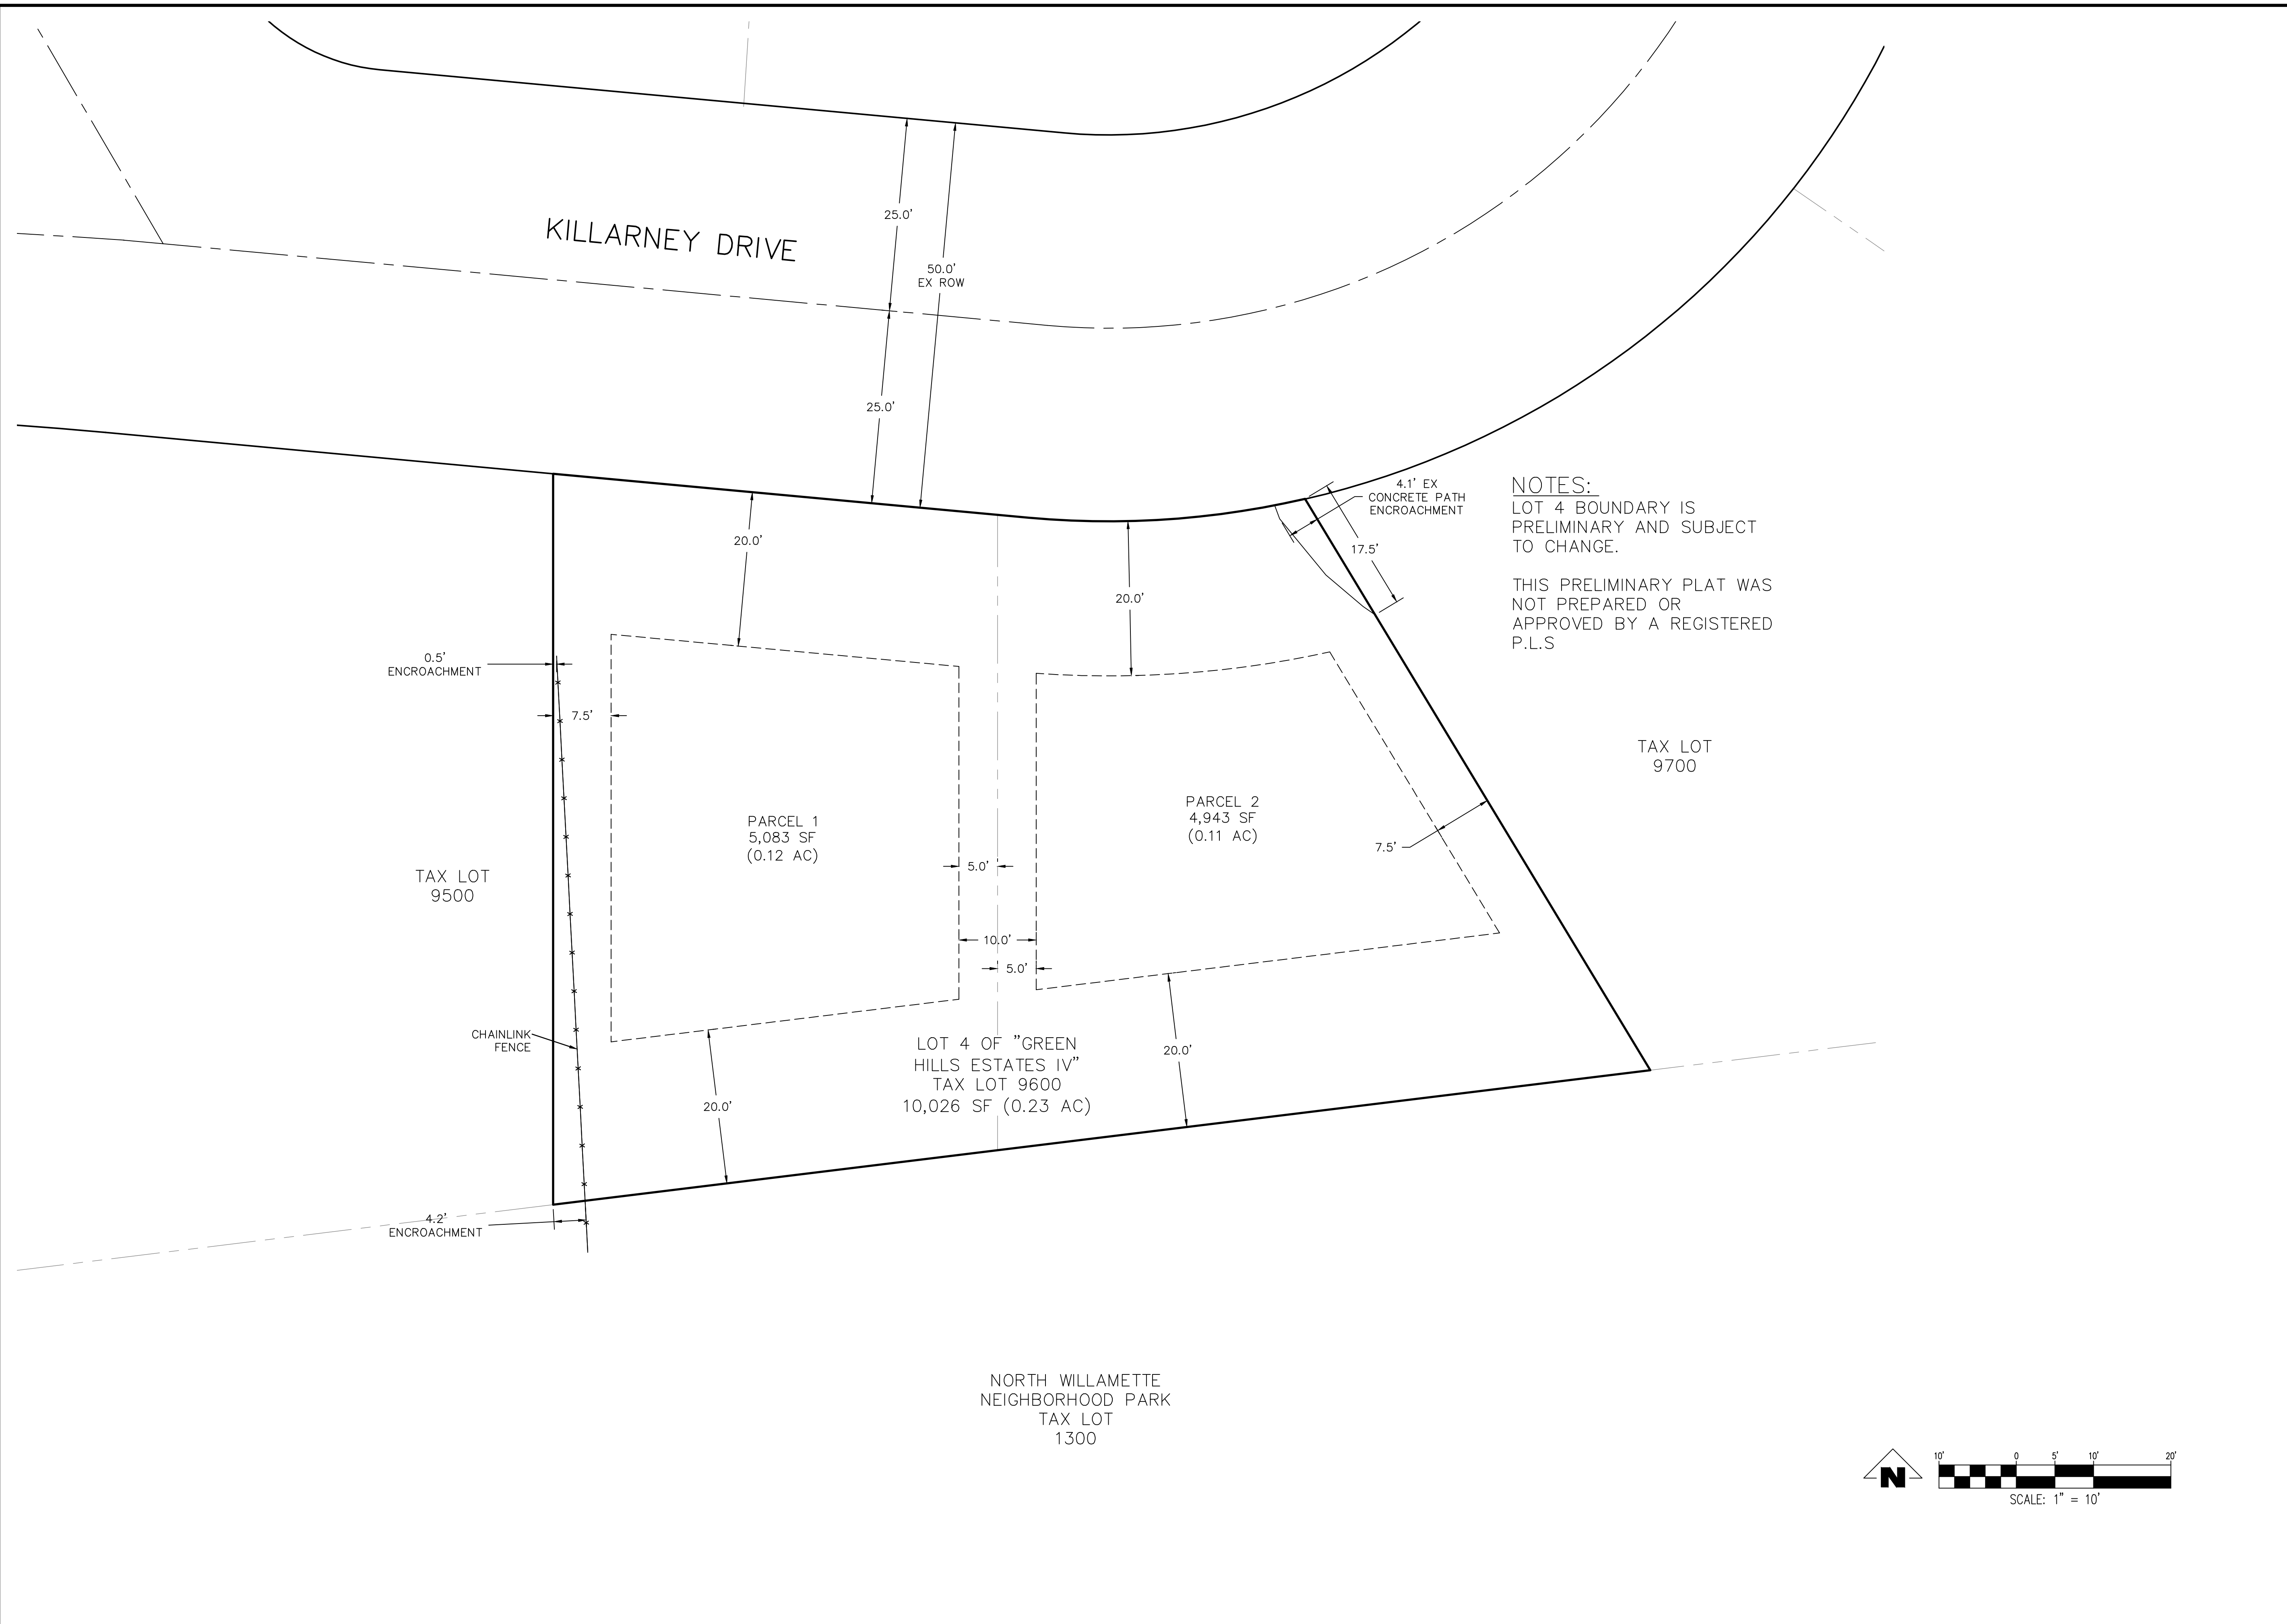 KILLARNEY DRIVE
25.0'
50.0'
EX ROW
25.0'
4.1' EX
CONCRETE PATH
ENCROACHMENT
17.5'
NOTES:
LOT 4 BOUNDARY IS
PRELIMINARY AND SUBJECT
TO CHANGE.
THIS PRELIMINARY PLAT WAS
NOT PREPARED OR
APPROVED BY A REGISTERED
P.L.S
20.0'
20.0'
0.5'
ENCROACHMENT
7.5'
TAX LOT
9700
PARCEL 1
5,083 SF
(0.12 AC)
PARCEL 2
4,943 SF
(0.11 AC)
7.5'
5.0'
TAX LOT
9500
10.0'
5.0'
CHAINLINK
FENCE
LOT 4 OF "GREEN
HILLS ESTATES IV"
TAX LOT 9600
10,026 SF (0.23 AC)
20.0'
20.0'
4.2'
ENCROACHMENT
NORTH WILLAMETTE
NEIGHBORHOOD PARK
TAX LOT
1300
N
10' 0 5' 10' 20'
SCALE: 1" = 10'